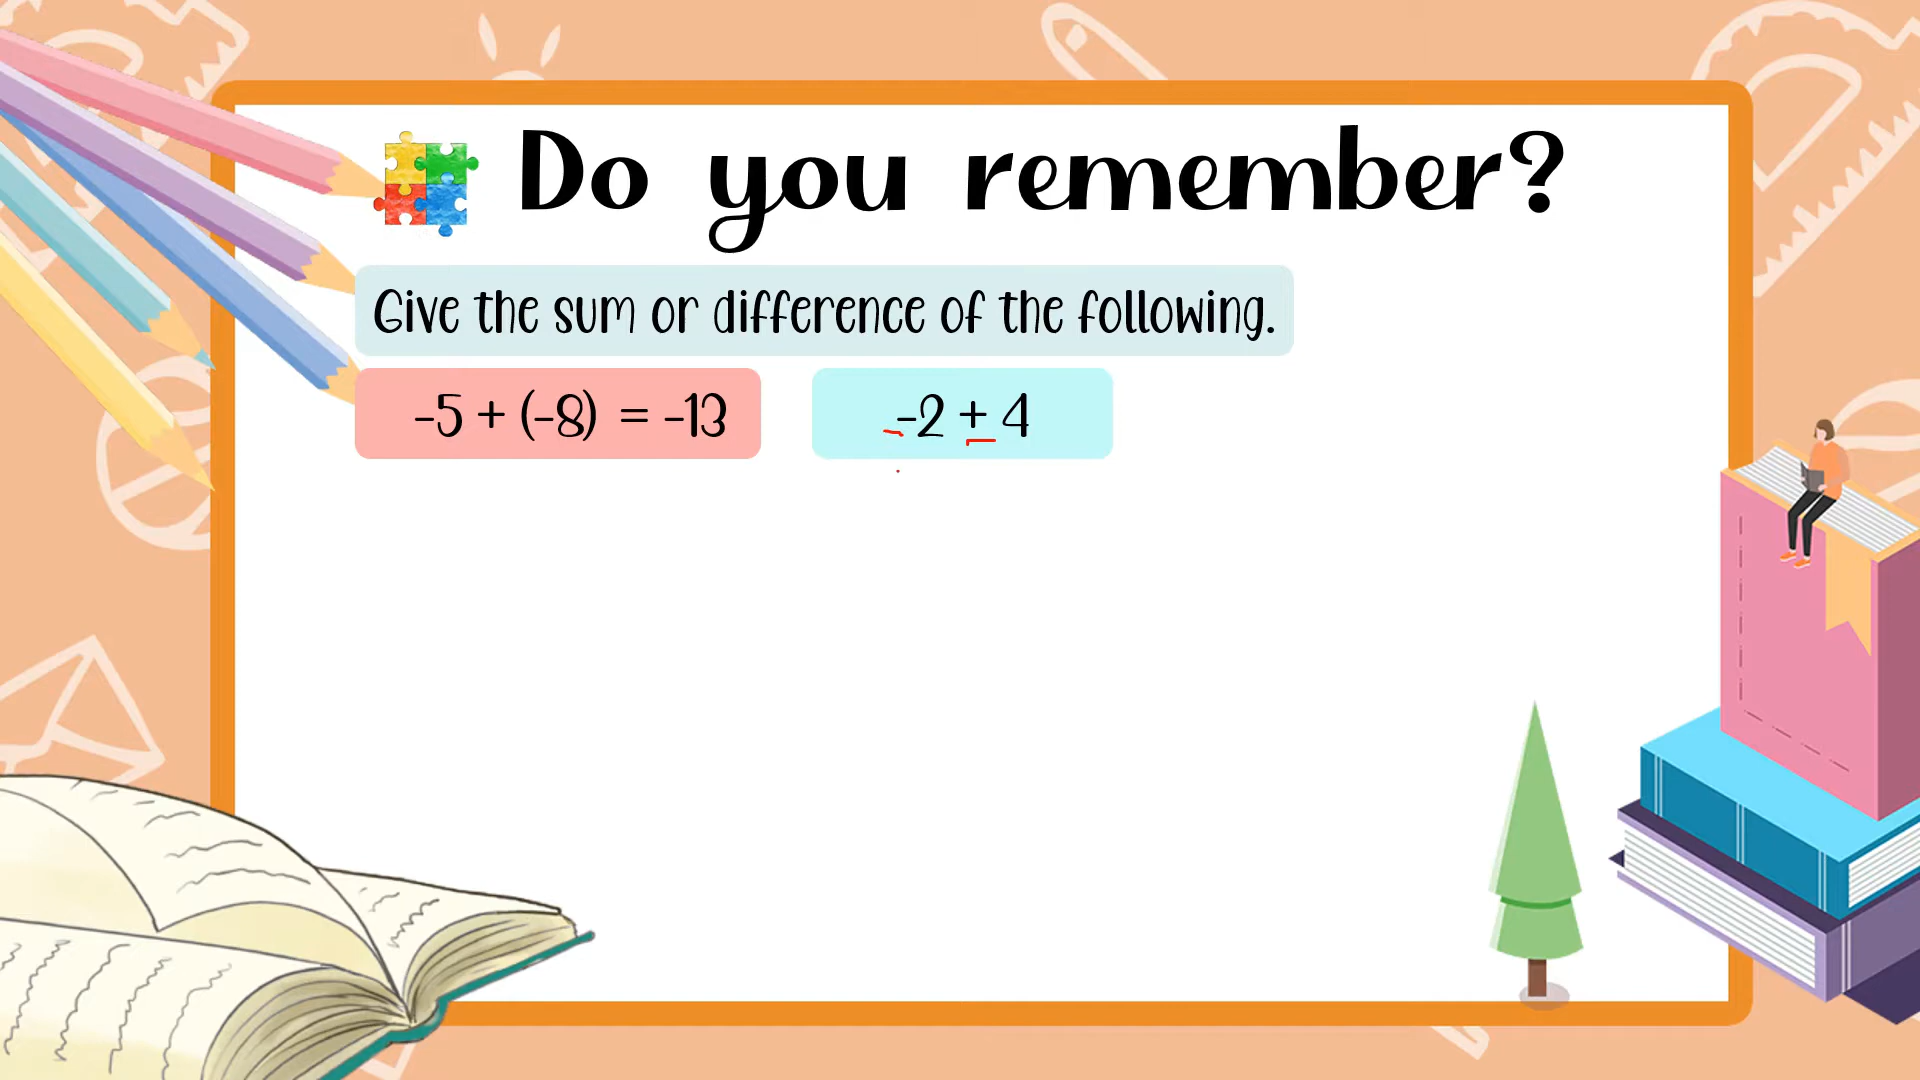 Do you remember?
Give the sum or difference of the following.
-5 + (-8) = -13
-2 + 4